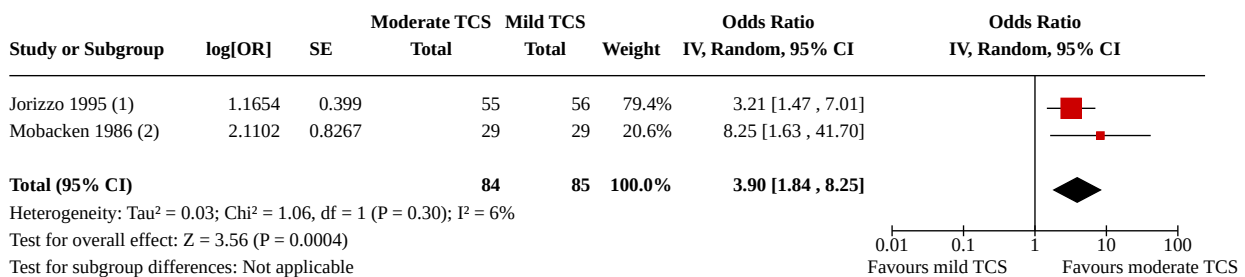 Moderate TCS Mild TCS Odds Ratio Odds Ratio
Study or Subgroup log[OR] SE Total Total Weight IV, Random, 95% CI IV, Random, 95% CI
Jorizzo 1995 (1) 1.1654 0.399 55 56 79.4% 3.21 [1.47 , 7.01]
Mobacken 1986 (2) 2.1102 0.8267 29 29 20.6% 8.25 [1.63 , 41.70]
Total (95% CI) 84 85 100.0% 3.90 [1.84 , 8.25]
Heterogeneity: Tau² = 0.03; Chi² = 1.06, df = 1 (P = 0.30); I² = 6%
Test for overall effect: Z = 3.56 (P = 0.0004) 0.01 0.1 1 10 100
Test for subgroup differences: Not applicable Favours mild TCS Favours moderate TCS